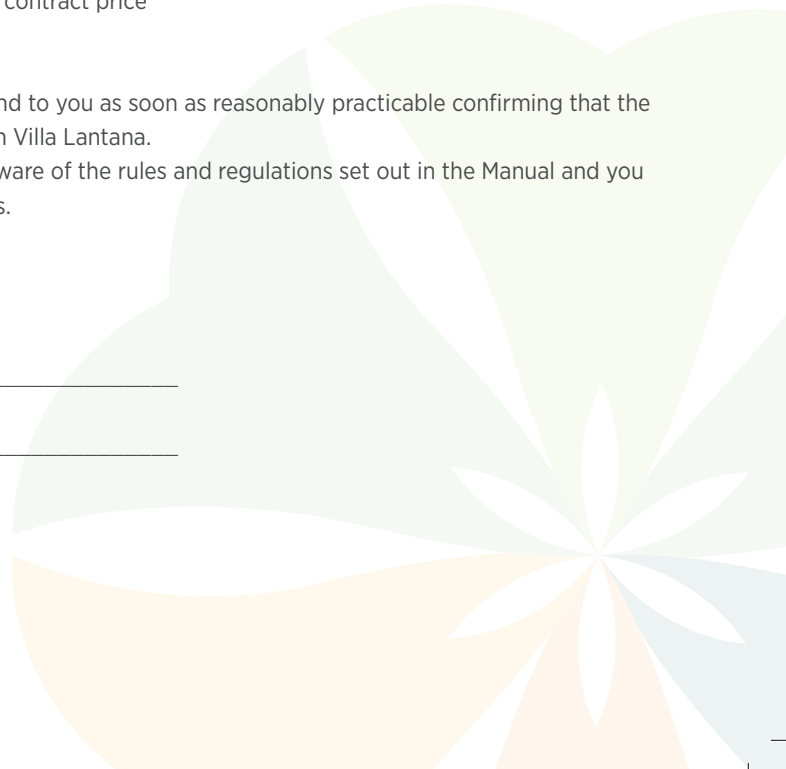 contract price
nd to you as soon as reasonably practicable confirming that the
n Villa Lantana.
ware of the rules and regulations set out in the Manual and you
s.